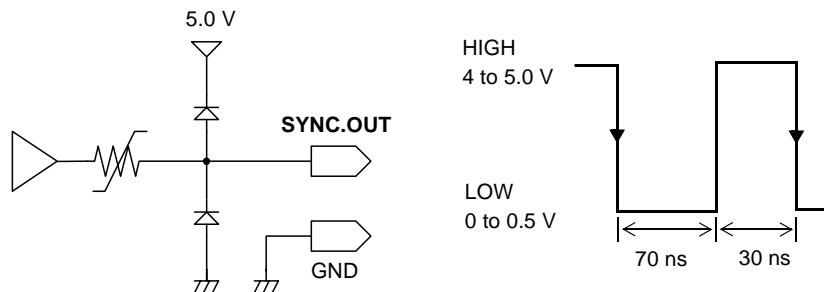 5.0 V
SYNC.OUT
GND
HIGH
4 to 5.0 V
LOW
0 to 0.5 V
70 ns
30 ns